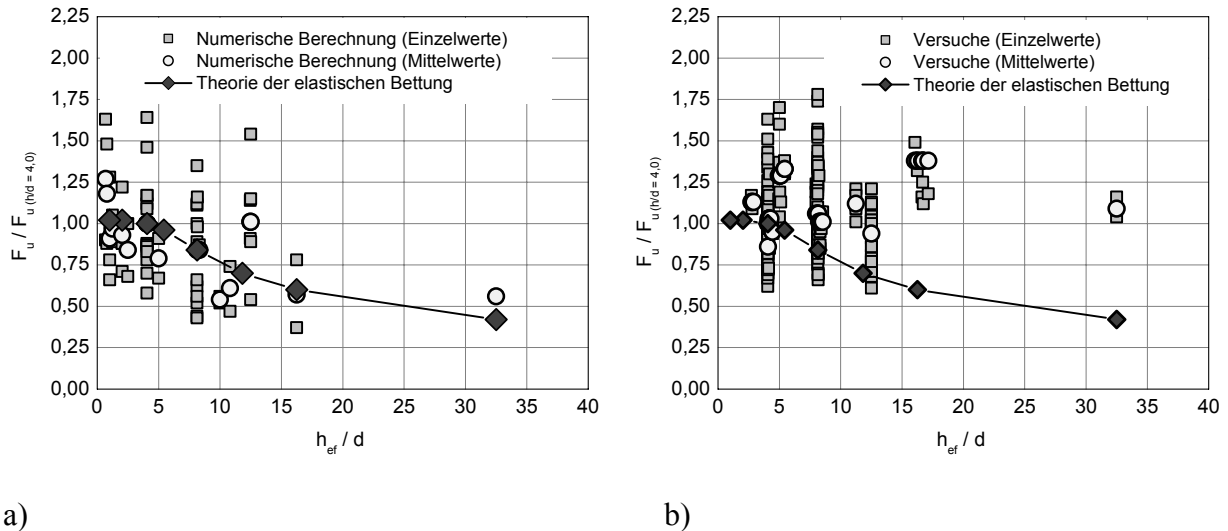 2,25
2,00
1,75
1,50
1,25
1,00
0,75
0,50
0,25
0,00
F_u / F_u (h/d = 4,0)
Numerische Berechnung (Einzelwerte)
Numerische Berechnung (Mittelwerte)
Theorie der elastischen Bettung
0 5 10 15 20 25 30 35 40
h_ef / d
a)
2,25
2,00
1,75
1,50
1,25
1,00
0,75
0,50
0,25
0,00
F_u / F_u (h/d = 4,0)
Versuche (Einzelwerte)
Versuche (Mittelwerte)
Theorie der elastischen Bettung
0 5 10 15 20 25 30 35 40
h_ef / d
b)